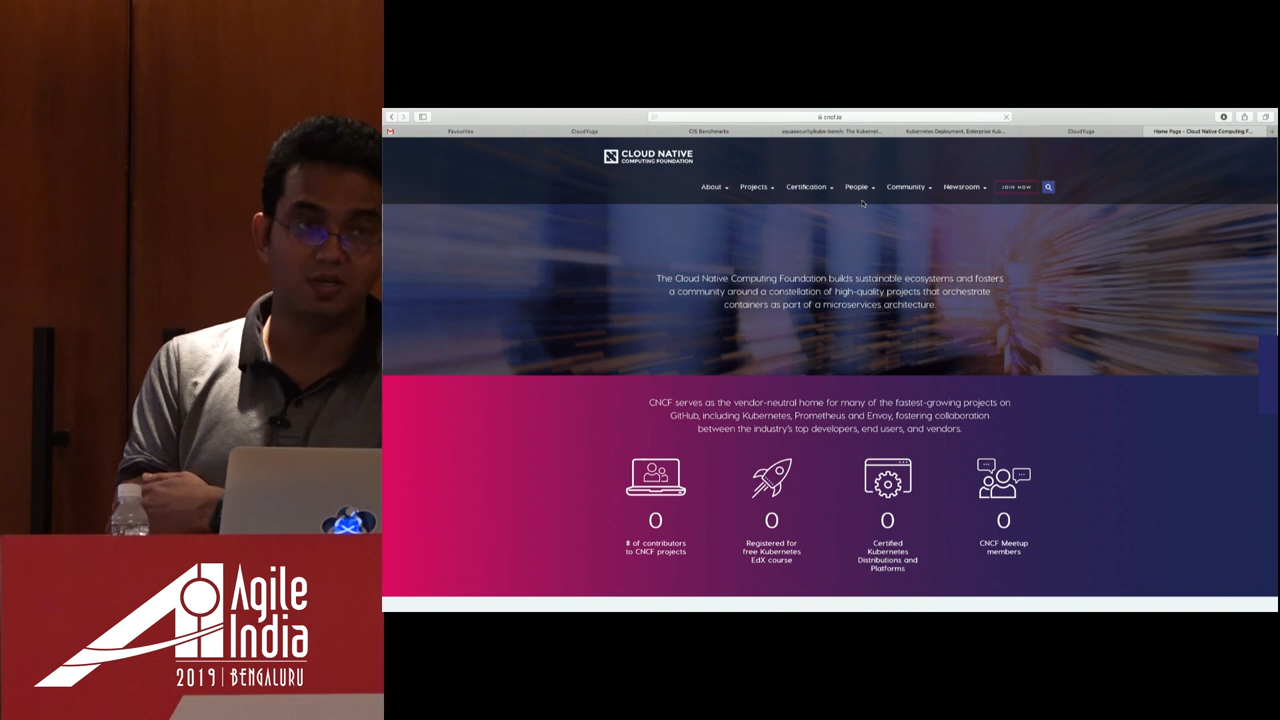 cncf.io
Favourites
CloudYuga
CIS Benchmarks
aquasecurity/kube-bench: The Kubernet...
Kubernetes Deployment, Enterprise Kub...
CloudYuga
Home Page - Cloud Native Computing F...
CLOUD NATIVE
COMPUTING FOUNDATION
About
Projects
Certification
People
Community
Newsroom
JOIN NOW
The Cloud Native Computing Foundation builds sustainable ecosystems and fosters
a community around a constellation of high-quality projects that orchestrate
containers as part of a microservices architecture.
CNCF serves as the vendor-neutral home for many of the fastest-growing projects on
GitHub, including Kubernetes, Prometheus and Envoy, fostering collaboration
between the industry's top developers, end users, and vendors.
0
# of contributors
to CNCF projects
0
Registered for
free Kubernetes
EdX course
0
Certified
Kubernetes
Distributions and
Platforms
0
CNCF Meetup
members
Agile
India
2019 | BENGALURU